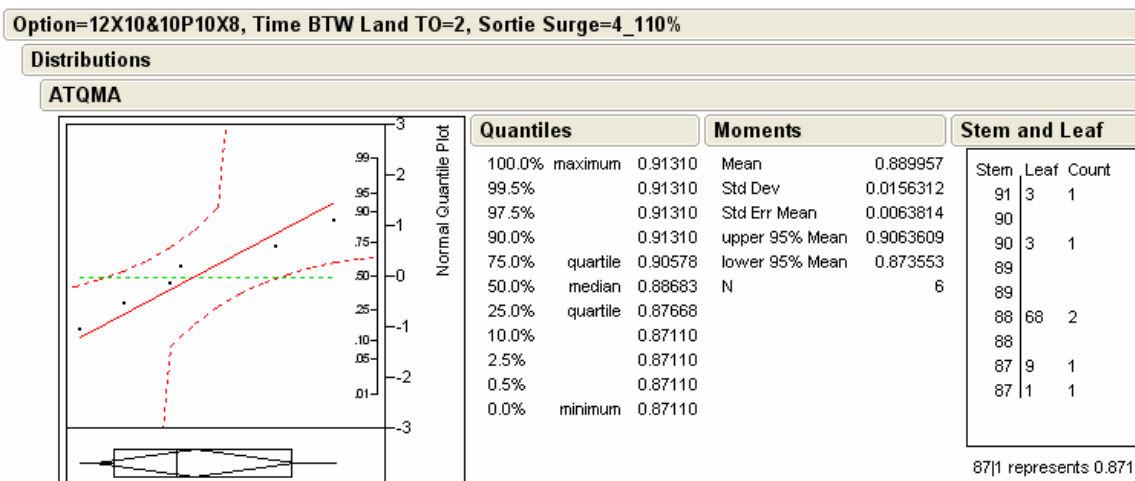 Option=12X10&10P10X8, Time BTW Land TO=2, Sortie Surge=4_110%
Distributions
ATQMA
3
2
1
0
-1
-2
-3
.99
.95
.90
.75
.50
.25
.10
.05
.01
Normal Quantile Plot
Quantiles
100.0% maximum 0.91310
99.5% 0.91310
97.5% 0.91310
90.0% 0.91310
75.0% quartile 0.90578
50.0% median 0.88683
25.0% quartile 0.87668
10.0% 0.87110
2.5% 0.87110
0.5% 0.87110
0.0% minimum 0.87110
Moments
Mean 0.889957
Std Dev 0.0156312
Std Err Mean 0.0063814
upper 95% Mean 0.9063609
lower 95% Mean 0.873553
N 6
Stem and Leaf
Stem Leaf Count
91 3 1
90
90 3 1
89
89
88 68 2
88
87 9 1
87 1 1
87|1 represents 0.871